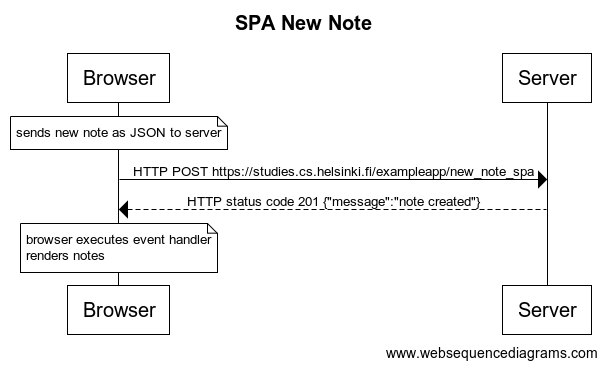 SPA New Note
Browser
Server
sends new note as JSON to server
HTTP POST https://studies.cs.helsinki.fi/exampleapp/new_note_spa
HTTP status code 201 {"message":"note created"}
browser executes event handler
renders notes
Browser
Server
www.websequencediagrams.com